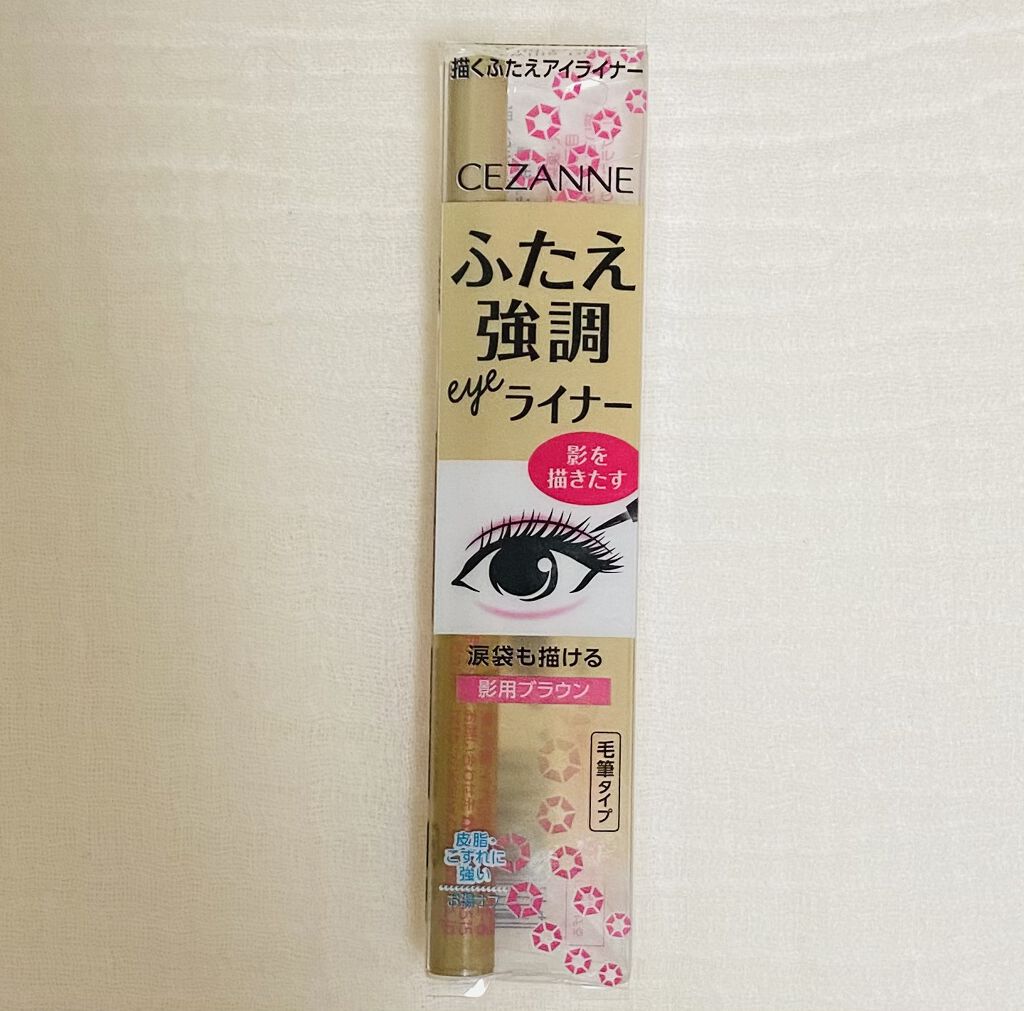 描くふたえアイライナー
CEZANNE
ふたえ
強調
eye ライナー
影を
描きたす
涙袋も描ける
影用ブラウン
毛筆タイプ
皮脂・
こすれに
強い
お湯オフ